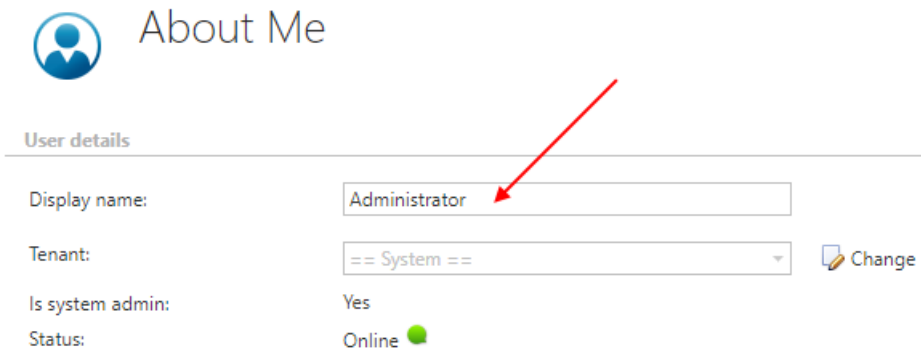 About Me
User details
Display name: Administrator
Tenant: == System == Change
Is system admin: Yes
Status: Online